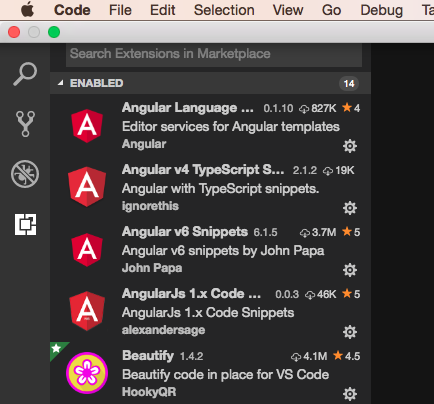 Code File Edit Selection View Go Debug Ta
Search Extensions in Marketplace
ENABLED 14
Angular Language ... 0.1.10 827K 4
Editor services for Angular templates
Angular
Angular v4 TypeScript S... 2.1.2 19K
Angular with TypeScript snippets.
ignorethis
Angular v6 Snippets 6.1.5 3.7M 5
Angular v6 snippets by John Papa
John Papa
AngularJs 1.x Code ... 0.0.3 46K 5
AngularJs 1.x Code Snippets
alexandersage
Beautify 1.4.2 4.1M 4.5
Beautify code in place for VS Code
HookyQR